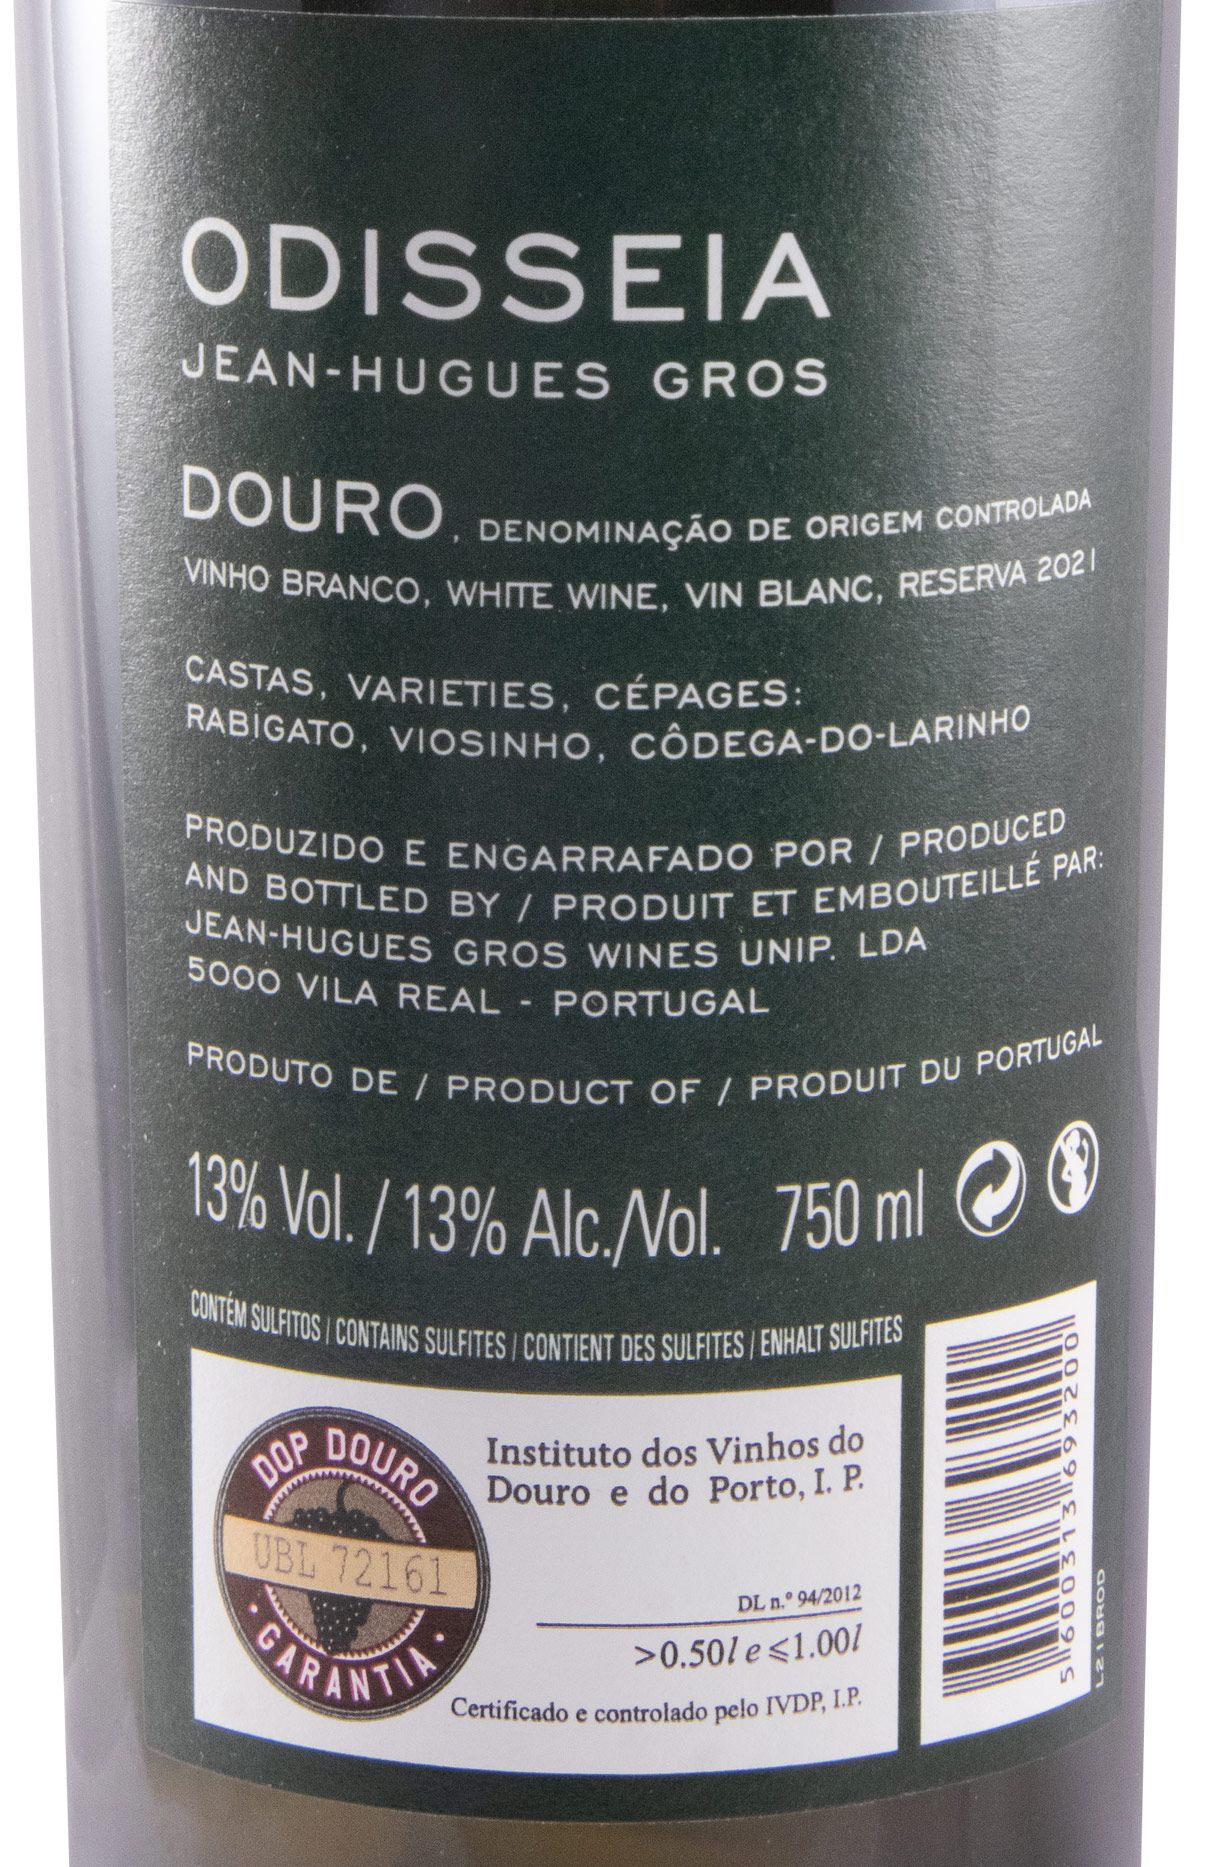 ODISSEIA
JEAN-HUGUES GROS
DOURO, DENOMINAÇÃO DE ORIGEM CONTROLADA
VINHO BRANCO, WHITE WINE, VIN BLANC, RESERVA 2021
CASTAS, VARIETIES, CÉPAGES:
RABIGATO, VIOSINHO, CÔDEGA-DO-LARINHO
PRODUZIDO E ENGARRAFADO POR / PRODUCED
AND BOTTLED BY / PRODUIT ET EMBOUTEILLÉ PAR:
JEAN-HUGUES GROS WINES UNIP. LDA
5000 VILA REAL - PORTUGAL
PRODUTO DE / PRODUCT OF / PRODUIT DU PORTUGAL
13% Vol. / 13% Alc./Vol. 750 ml
CONTÉM SULFITOS / CONTAINS SULFITES / CONTIENT DES SULFITES / ENHALT SULFITES
DOP DOURO
UBL 72161
• GARANTIA •
Instituto dos Vinhos do
Douro e do Porto, I. P.
DL n.º 94/2012
>0.50l e ≤1.00l
Certificado e controlado pelo IVDP, I.P.
5 600313 693200
L21BROD